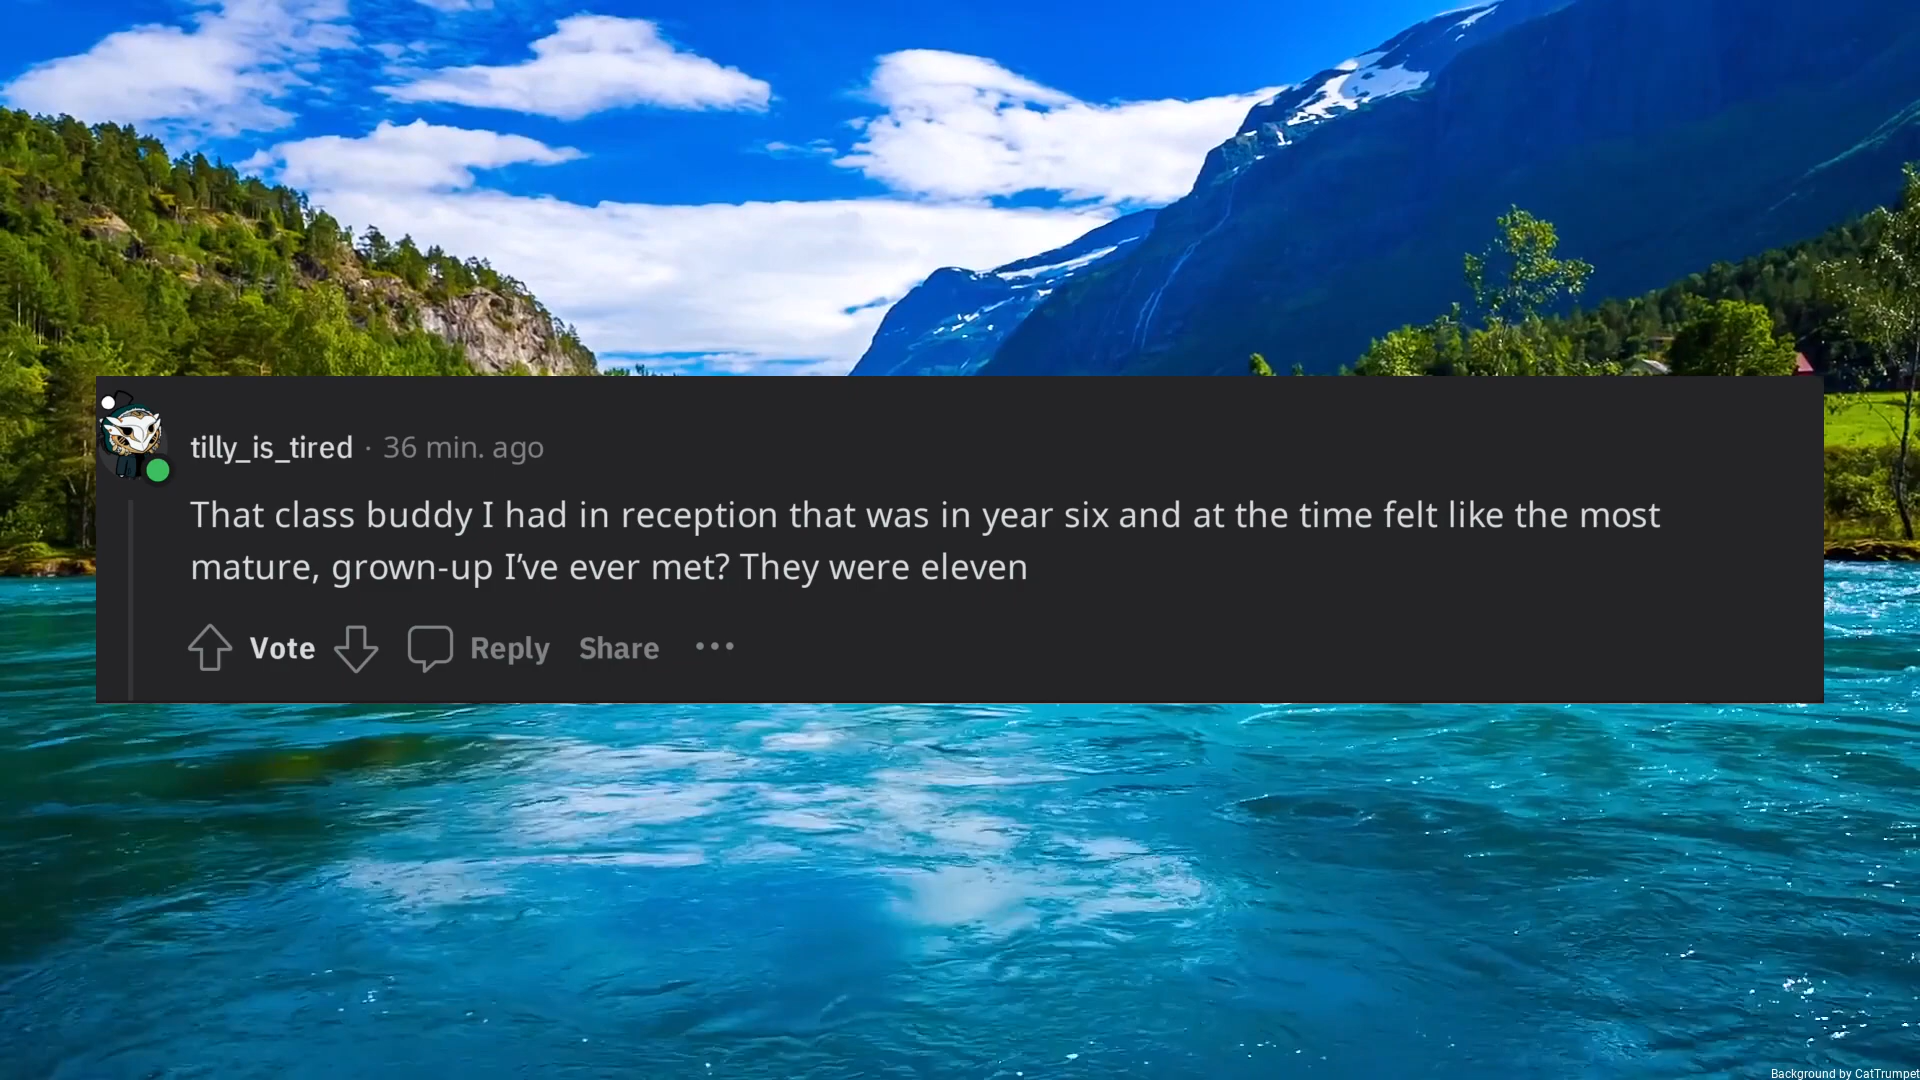 tilly_is_tired · 36 min. ago
That class buddy I had in reception that was in year six and at the time felt like the most
mature, grown-up I’ve ever met? They were eleven
Vote Reply Share ...
Background by CatTrumpet